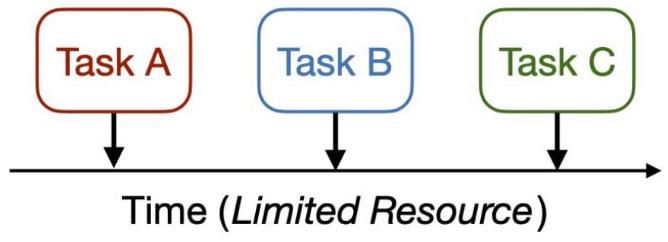 Task A Task B Task C
Time (Limited Resource)